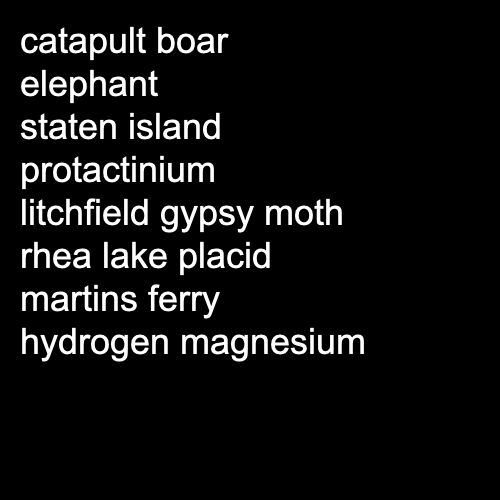 catapult boar
elephant
staten island
protactinium
litchfield gypsy moth
rhea lake placid
martins ferry
hydrogen magnesium